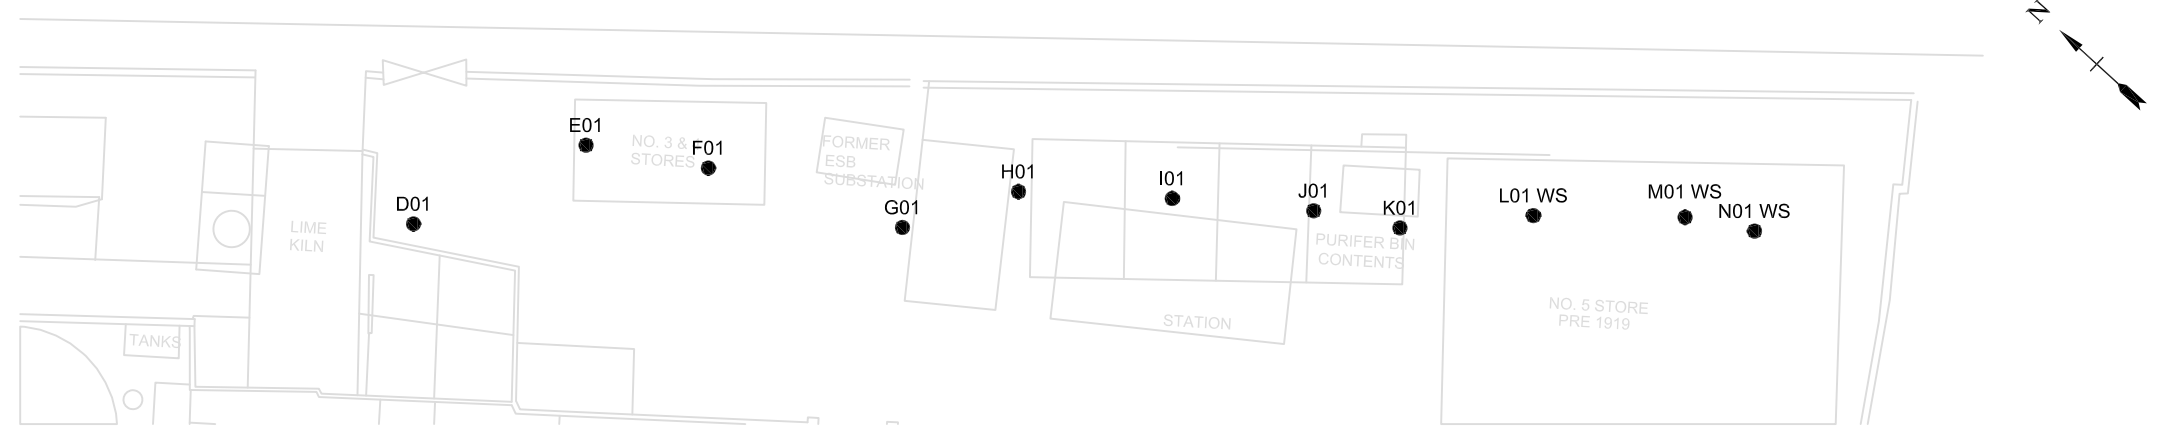 N
E01
NO. 3 &
STORES
F01
FORMER
ESB
SUBSTATION
D01
LIME
KILN
G01
H01
I01
J01
K01
PURIFER BIN
CONTENTS
L01 WS
M01 WS
N01 WS
NO. 5 STORE
PRE 1919
STATION
TANKS